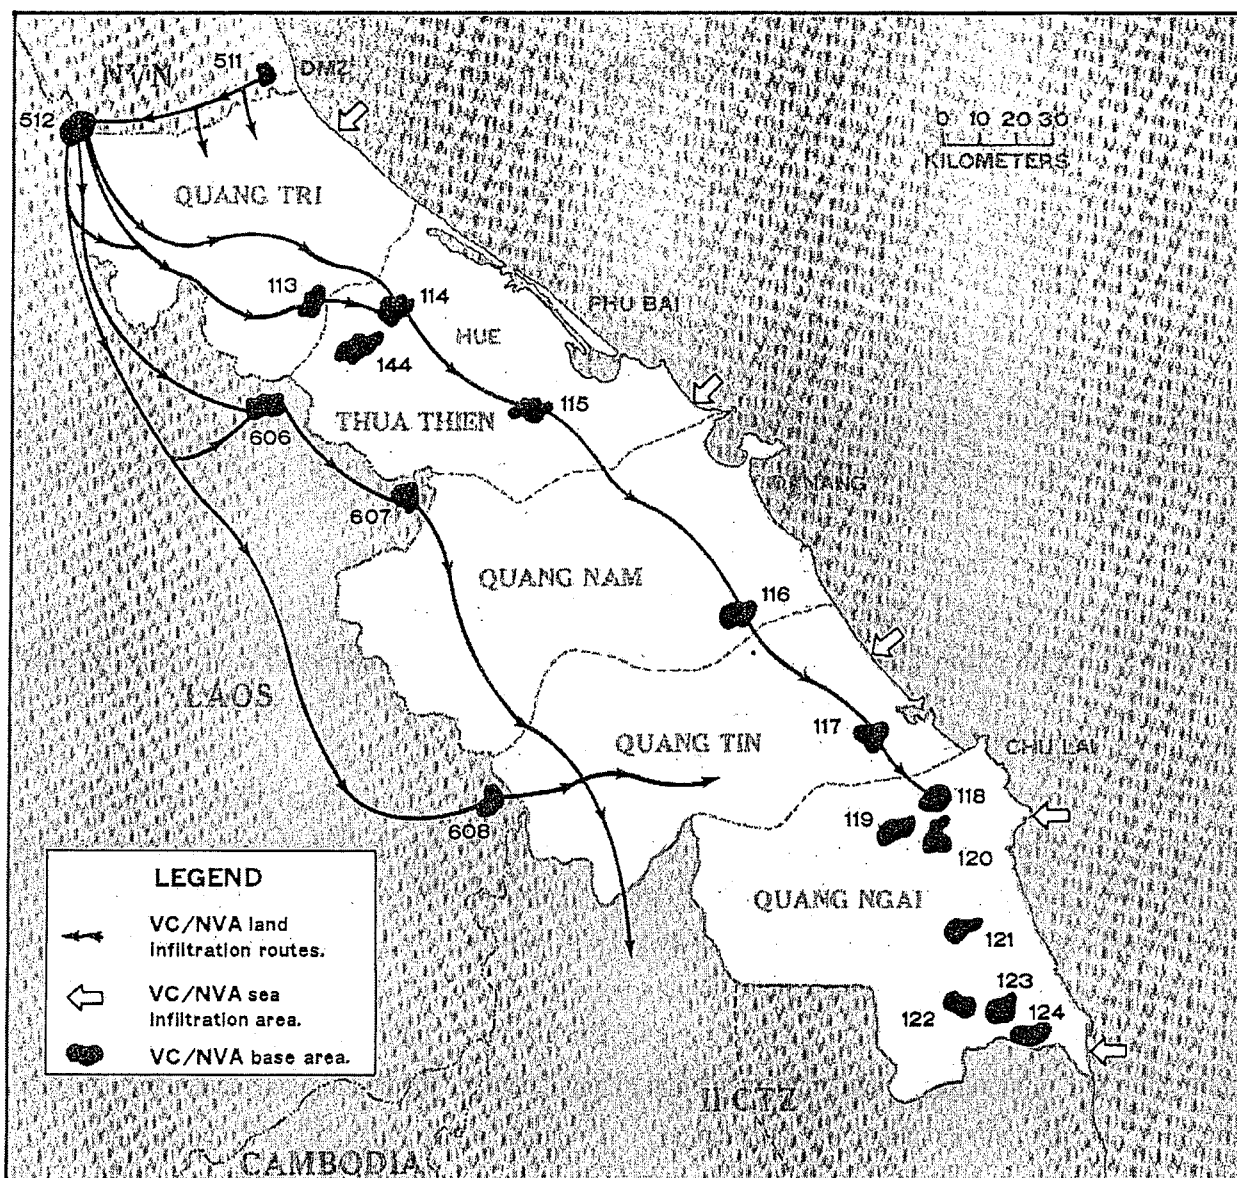 NVN
511
DMZ
512
0 10 20 30
KILOMETERS
QUANG TRI
113
114
PHU BAI
HUE
144
115
THUA THIEN
606
607
DANANG
QUANG NAM
116
LAOS
117
QUANG TIN
CHU LAI
118
608
119
120
QUANG NGAI
121
123
122
124
II CTZ
CAMBODIA
LEGEND
VC/NVA land
infiltration routes.
VC/NVA sea
infiltration area.
VC/NVA base area.